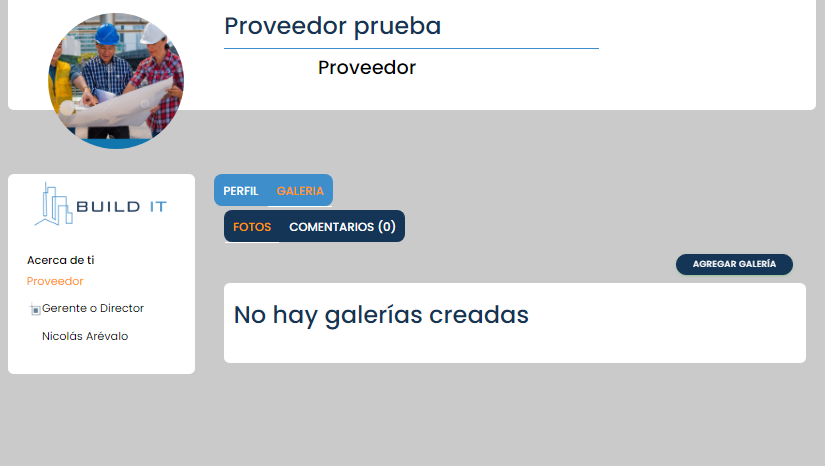 Proveedor prueba
Proveedor
BUILD IT
Acerca de ti
Proveedor
Gerente o Director
Nicolás Arévalo
PERFIL GALERIA
FOTOS COMENTARIOS (0)
AGREGAR GALERÍA
No hay galerías creadas